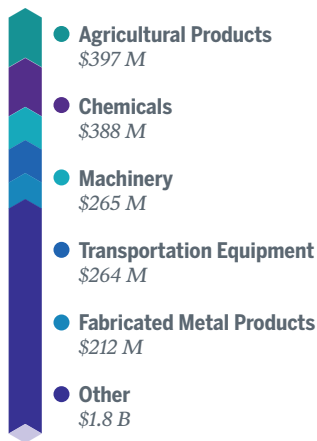 Agricultural Products
$397 M
Chemicals
$388 M
Machinery
$265 M
Transportation Equipment
$264 M
Fabricated Metal Products
$212 M
Other
$1.8 B